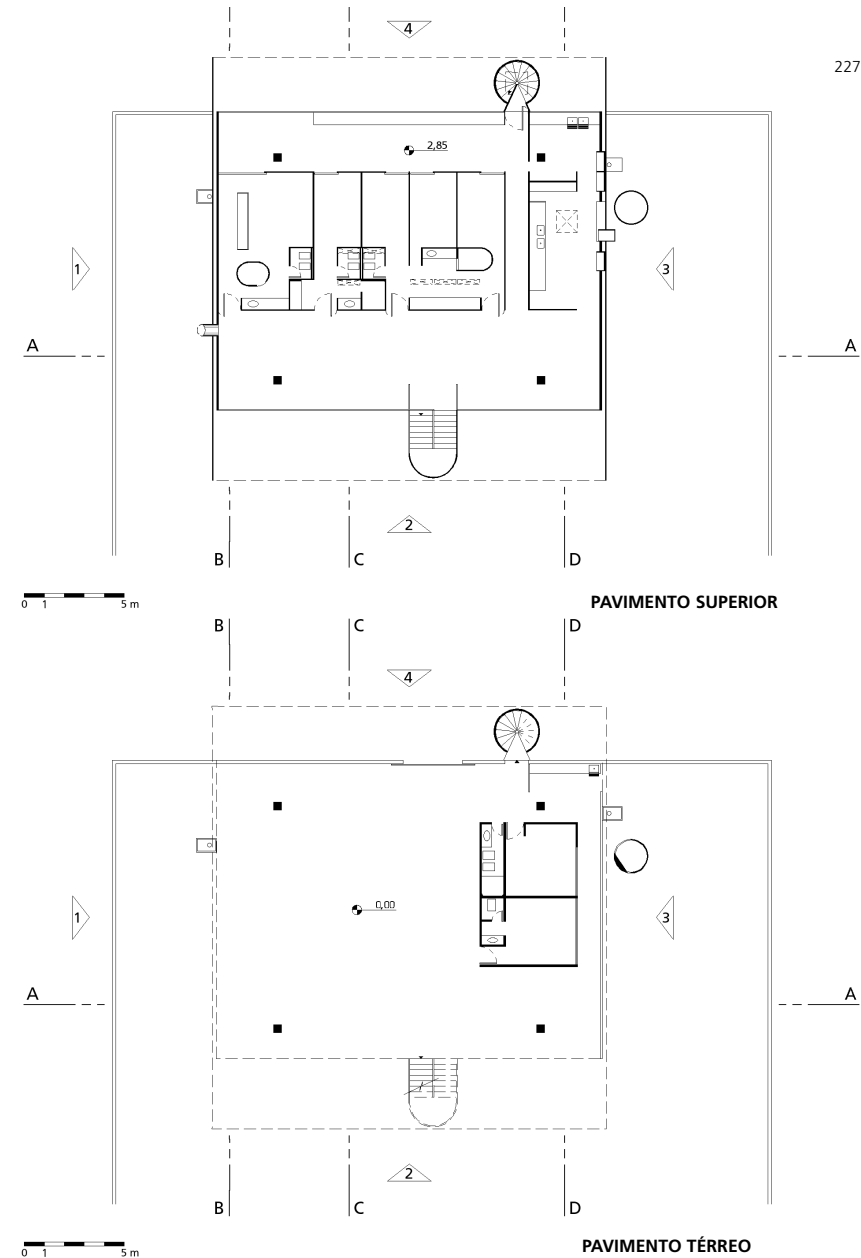 4
227
2,85
1
3
A A
2
B C D
0 1 5 m
PAVIMENTO SUPERIOR
B C D
4
0,00
1
3
A A
2
B C D
0 1 5 m
PAVIMENTO TÉRREO